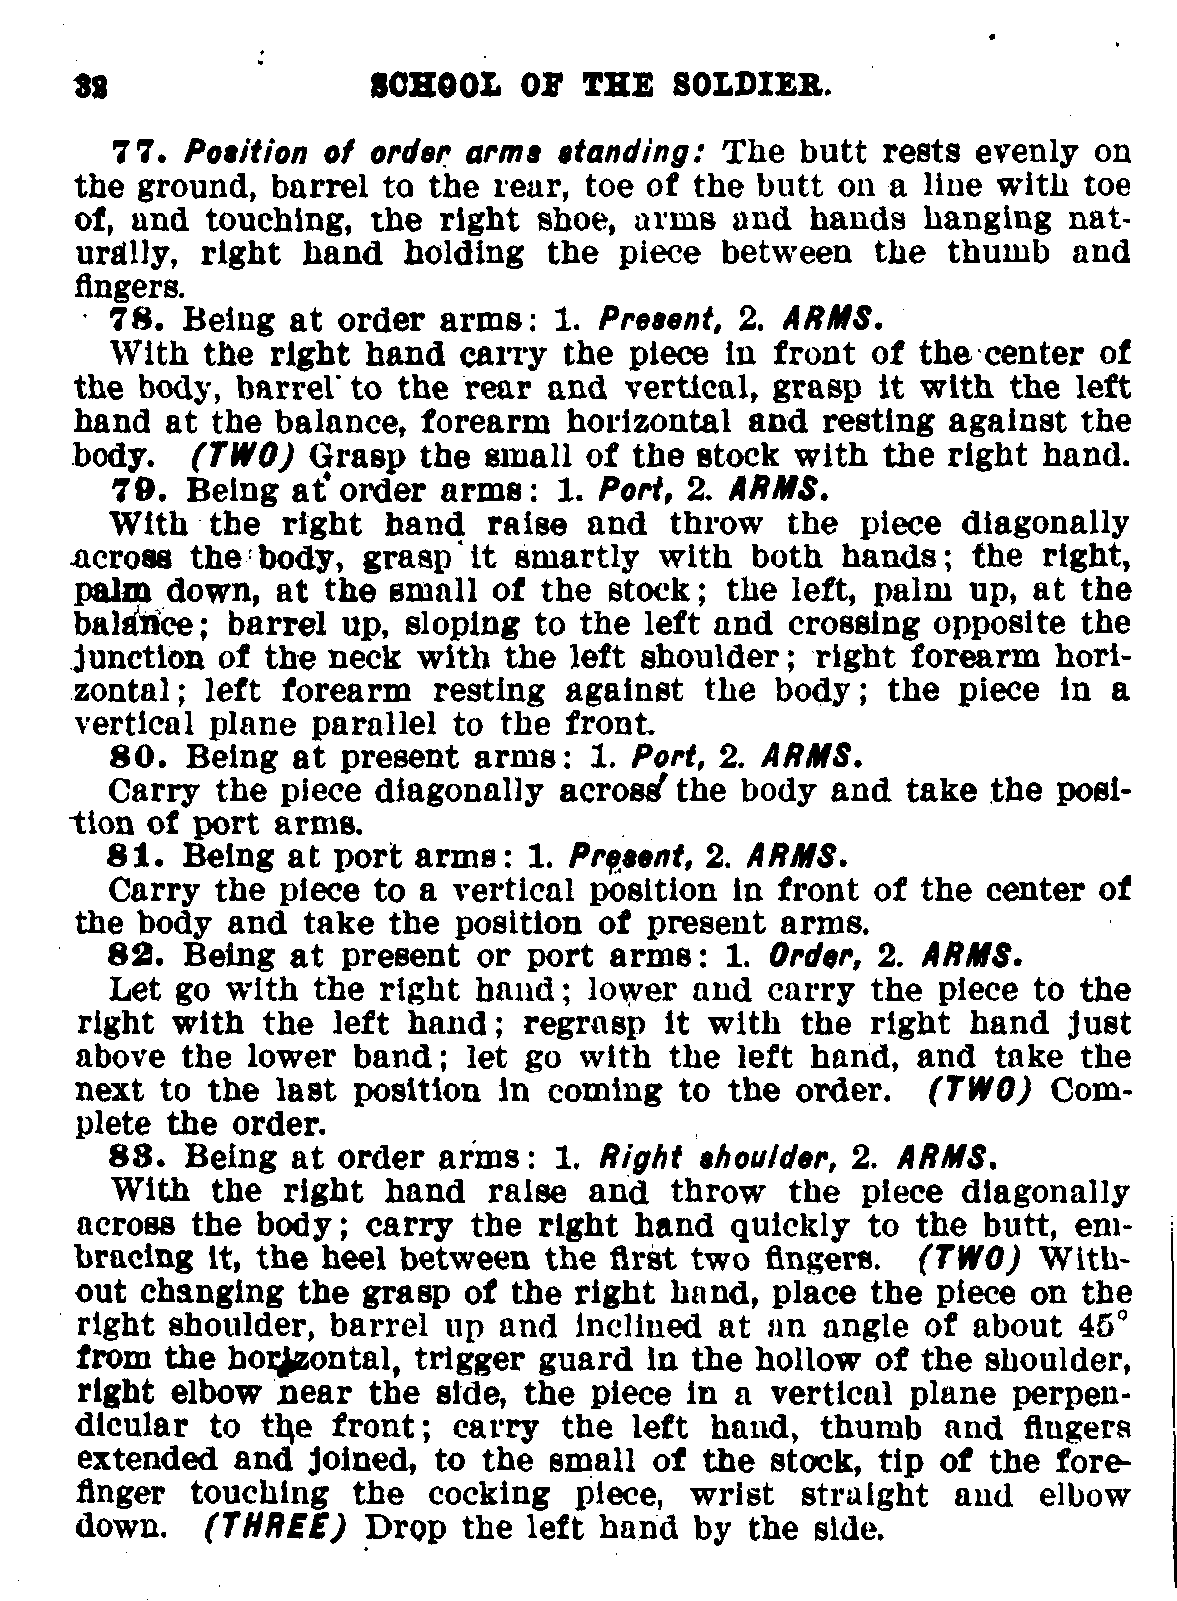 32 SCHOOL OF THE SOLDIER.
77. Position of order arms standing: The butt rests evenly on
the ground, barrel to the rear, toe of the butt on a line with toe
of, and touching, the right shoe, arms and hands hanging nat-
urally, right hand holding the piece between the thumb and
fingers.
78. Being at order arms: 1. Present, 2. ARMS.
With the right hand carry the piece in front of the center of
the body, barrel to the rear and vertical, grasp it with the left
hand at the balance, forearm horizontal and resting against the
body. (TWO) Grasp the small of the stock with the right hand.
79. Being at order arms: 1. Port, 2. ARMS.
With the right hand raise and throw the piece diagonally
across the body, grasp it smartly with both hands; the right,
palm down, at the small of the stock; the left, palm up, at the
balance; barrel up, sloping to the left and crossing opposite the
junction of the neck with the left shoulder; right forearm hori-
zontal; left forearm resting against the body; the piece in a
vertical plane parallel to the front.
80. Being at present arms: 1. Port, 2. ARMS.
Carry the piece diagonally across the body and take the posi-
tion of port arms.
81. Being at port arms: 1. Present, 2. ARMS.
Carry the piece to a vertical position in front of the center of
the body and take the position of present arms.
82. Being at present or port arms: 1. Order, 2. ARMS.
Let go with the right hand; lower and carry the piece to the
right with the left hand; regrasp it with the right hand just
above the lower band; let go with the left hand, and take the
next to the last position in coming to the order. (TWO) Com-
plete the order.
83. Being at order arms: 1. Right shoulder, 2. ARMS.
With the right hand raise and throw the piece diagonally
across the body; carry the right hand quickly to the butt, em-
bracing it, the heel between the first two fingers. (TWO) With-
out changing the grasp of the right hand, place the piece on the
right shoulder, barrel up and inclined at an angle of about 45°
from the horizontal, trigger guard in the hollow of the shoulder,
right elbow near the side, the piece in a vertical plane perpen-
dicular to the front; carry the left hand, thumb and fingers
extended and joined, to the small of the stock, tip of the fore-
finger touching the cocking piece, wrist straight and elbow
down. (THREE) Drop the left hand by the side.